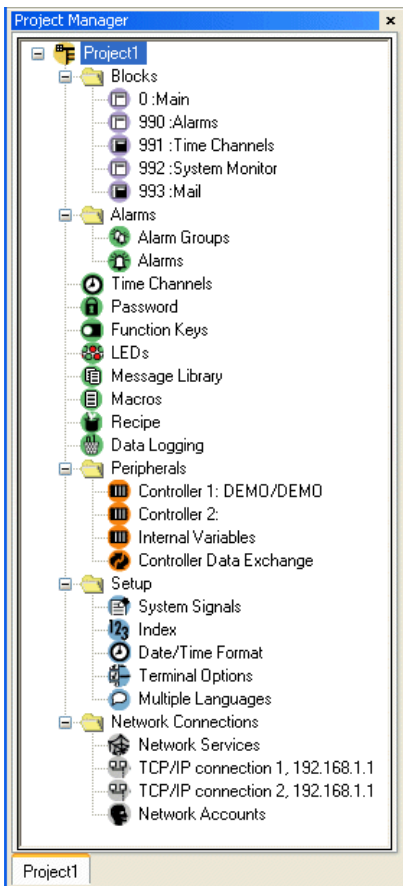 Project Manager
Project1
Blocks
0 :Main
990 :Alarms
991 :Time Channels
992 :System Monitor
993 :Mail
Alarms
Alarm Groups
Alarms
Time Channels
Password
Function Keys
LEDs
Message Library
Macros
Recipe
Data Logging
Peripherals
Controller 1: DEMO/DEMO
Controller 2:
Internal Variables
Controller Data Exchange
Setup
System Signals
Index
Date/Time Format
Terminal Options
Multiple Languages
Network Connections
Network Services
TCP/IP connection 1, 192.168.1.1
TCP/IP connection 2, 192.168.1.1
Network Accounts
Project1